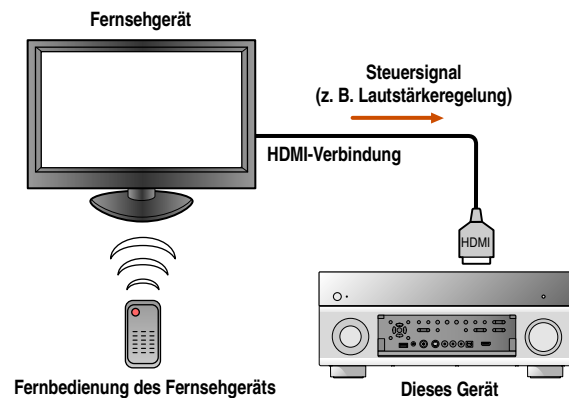 Fernsehgerät
Steuersignal
(z. B. Lautstärkeregelung)
HDMI-Verbindung
HDMI
Fernbedienung des Fernsehgeräts
Dieses Gerät